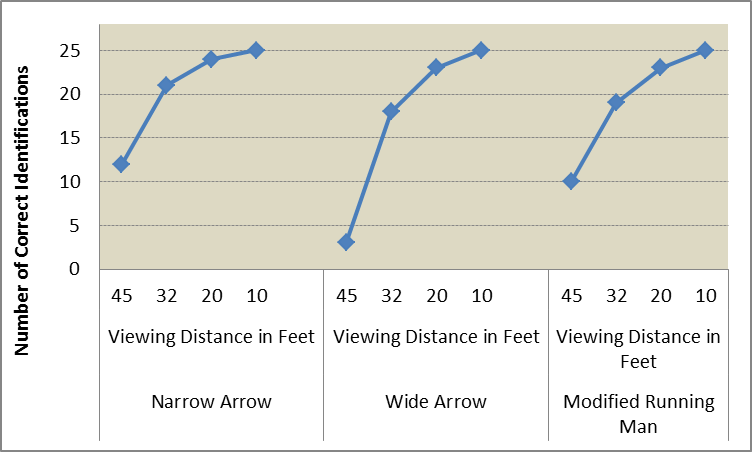 Number of Correct Identifications
25
20
15
10
5
0
45 32 20 10 45 32 20 10 45 32 20 10
Viewing Distance in Feet Viewing Distance in Feet Viewing Distance in
Feet
Narrow Arrow Wide Arrow Modified Running
Man